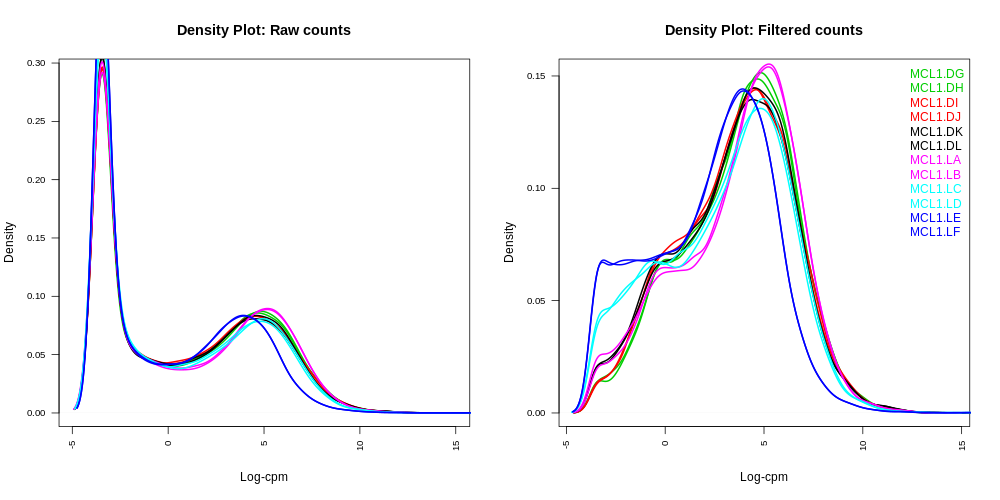 Density Plot: Raw counts
Density
0.30
0.25
0.20
0.15
0.10
0.05
0.00
-5
0
5
10
15
Log-cpm
Density Plot: Filtered counts
Density
0.15
0.10
0.05
0.00
-5
0
5
10
15
Log-cpm
MCL1.DG
MCL1.DH
MCL1.DI
MCL1.DJ
MCL1.DK
MCL1.DL
MCL1.LA
MCL1.LB
MCL1.LC
MCL1.LD
MCL1.LE
MCL1.LF